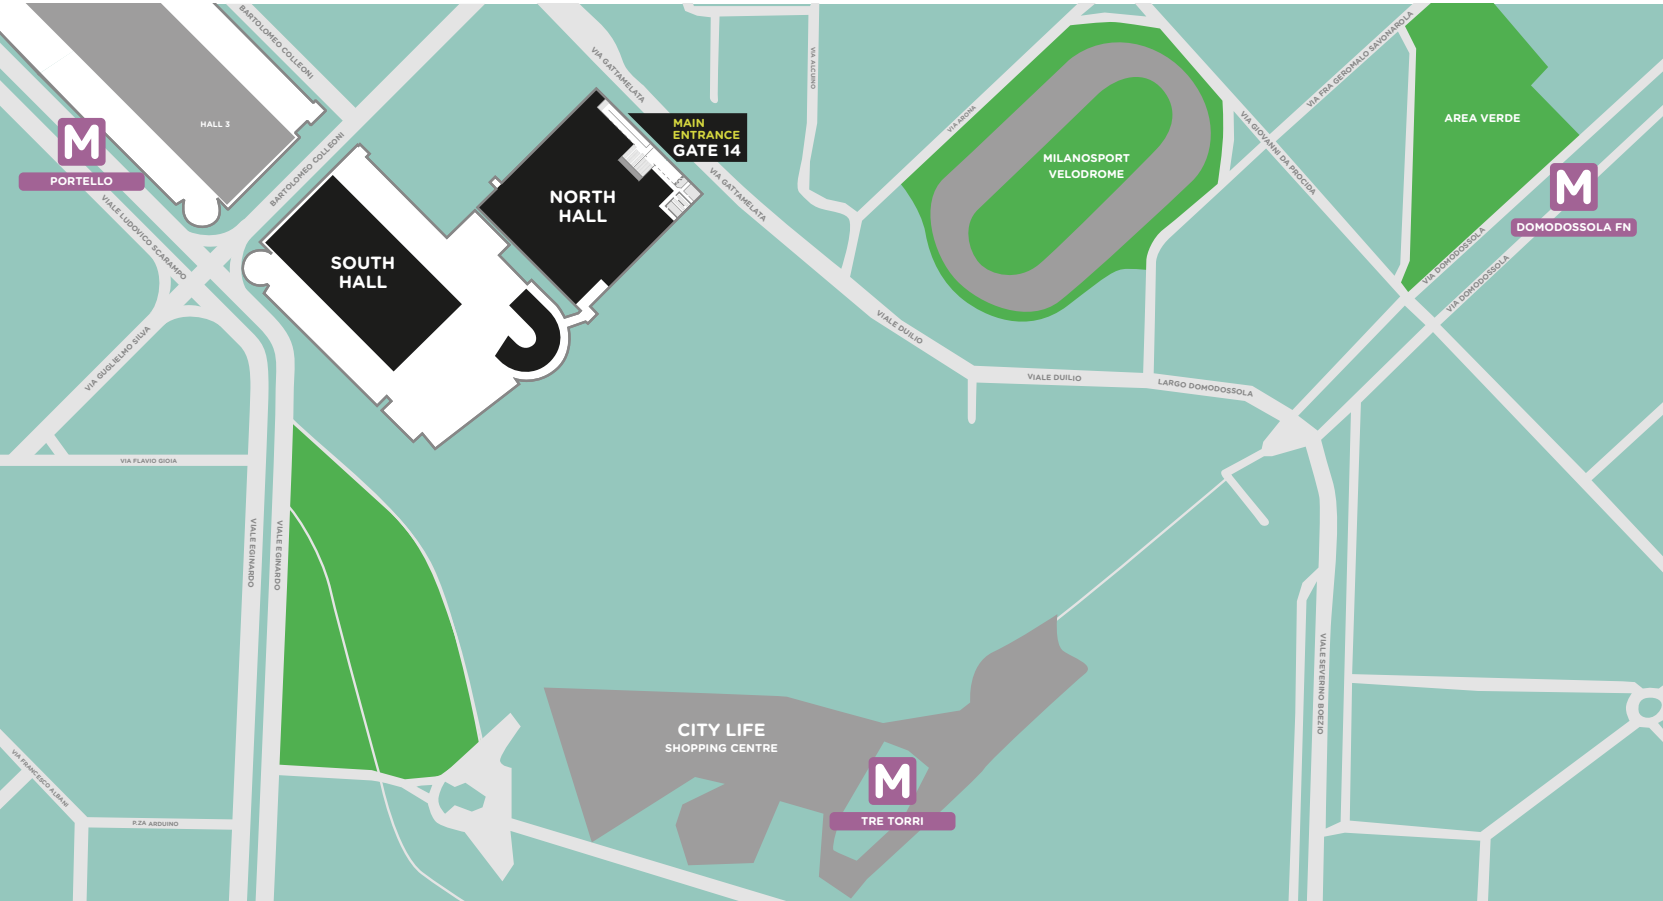 BARTOLOMEO COLLEONI
HALL 3
M
PORTELLO
VIALE LUDOVICO SCARAMPO
BARTOLOMEO COLLEONI
VIA GATTAMELATA
MAIN
ENTRANCE
GATE 14
VIA GATTAMELATA
NORTH
HALL
SOUTH
HALL
VIA ALCUINO
VIA ARONA
MILANOSPORT
VELODROME
VIA GIOVANNI DA PROCIDA
VIA FRA GEROMALO SAVONAROLA
AREA VERDE
M
DOMODOSSOLA FN
VIA DOMODOSSOLA
VIA DOMODOSSOLA
VIALE DUILIO
VIALE DUILIO
LARGO DOMODOSSOLA
VIA GUGLIELMO SILVA
VIA FLAVIO GIOIA
VIALE EGINARDO
VIALE EGINARDO
VIALE SEVERINO BOEZIO
CITY LIFE
SHOPPING CENTRE
M
TRE TORRI
VIA FRANCESCO ALBANI
P.ZA ARDUINO